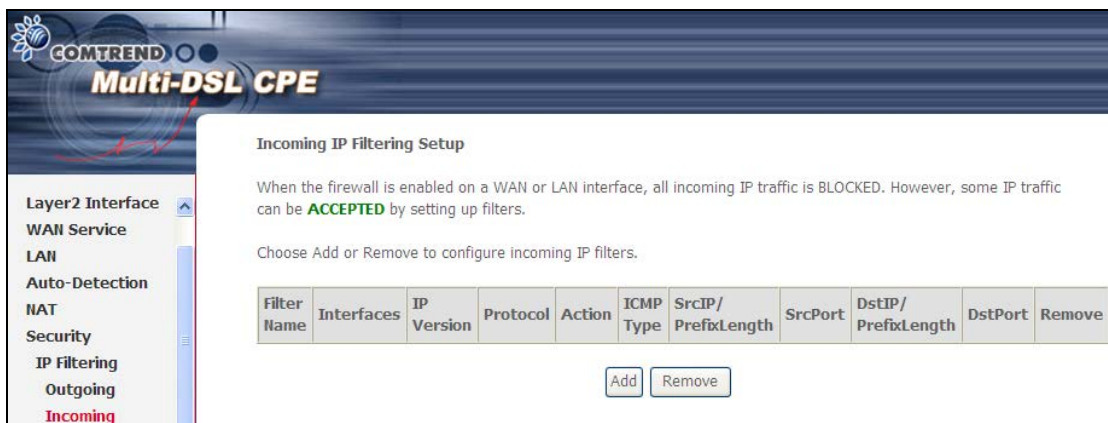 COMTREND
Multi-DSL CPE
Layer2 Interface
WAN Service
LAN
Auto-Detection
NAT
Security
IP Filtering
Outgoing
Incoming
Incoming IP Filtering Setup
When the firewall is enabled on a WAN or LAN interface, all incoming IP traffic is BLOCKED. However, some IP traffic
can be ACCEPTED by setting up filters.
Choose Add or Remove to configure incoming IP filters.
Filter Name Interfaces IP Version Protocol Action ICMP Type SrcIP/ PrefixLength SrcPort DstIP/ PrefixLength DstPort Remove
Add Remove